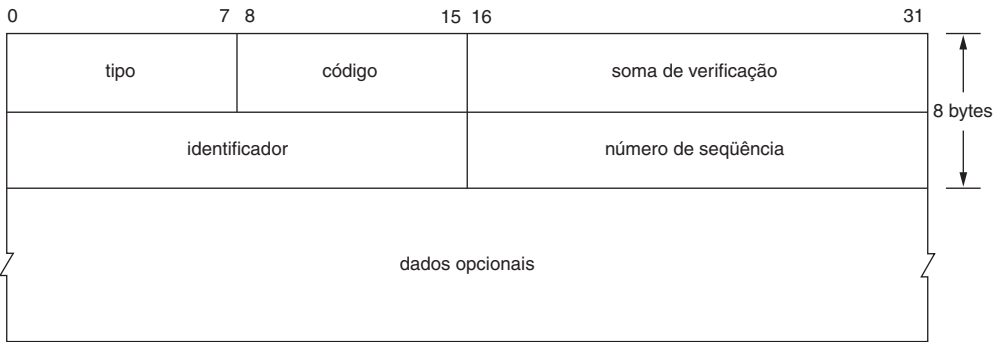 0 7 8 15 16 31
tipo código soma de verificação
8 bytes
identificador número de seqüência
dados opcionais